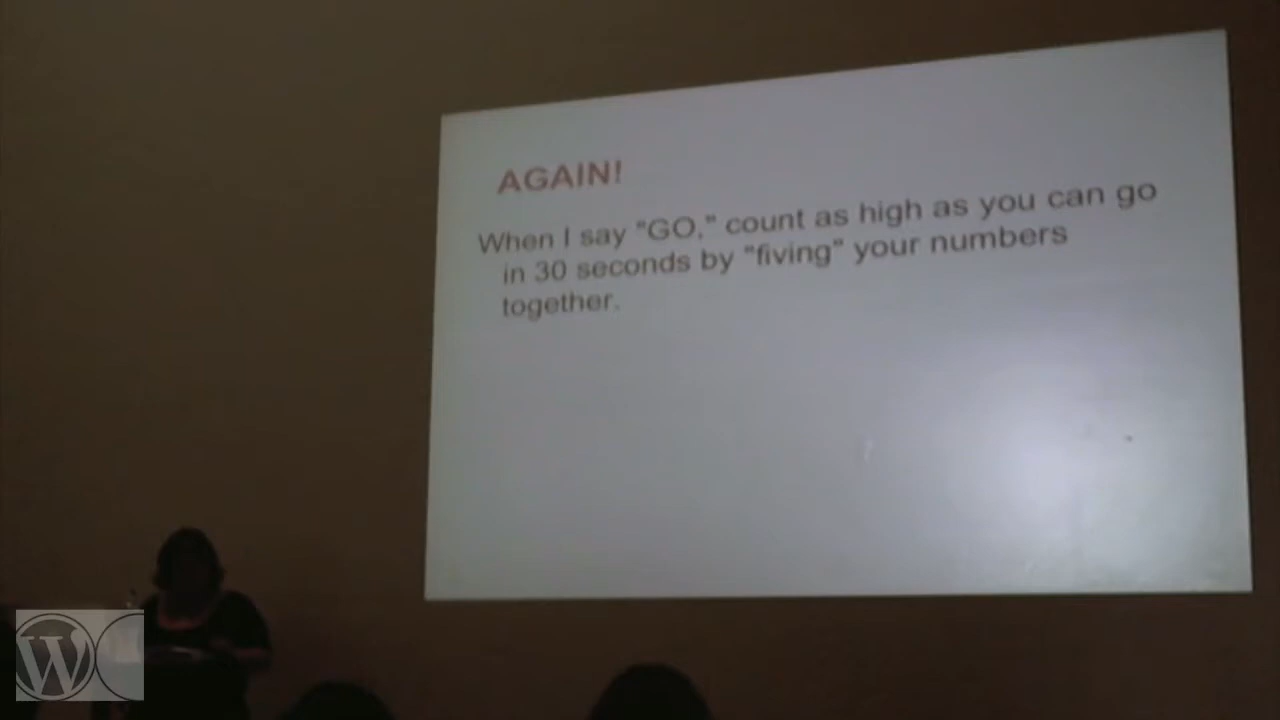 AGAIN!
When I say "GO," count as high as you can go
in 30 seconds by "fiving" your numbers
together.
W